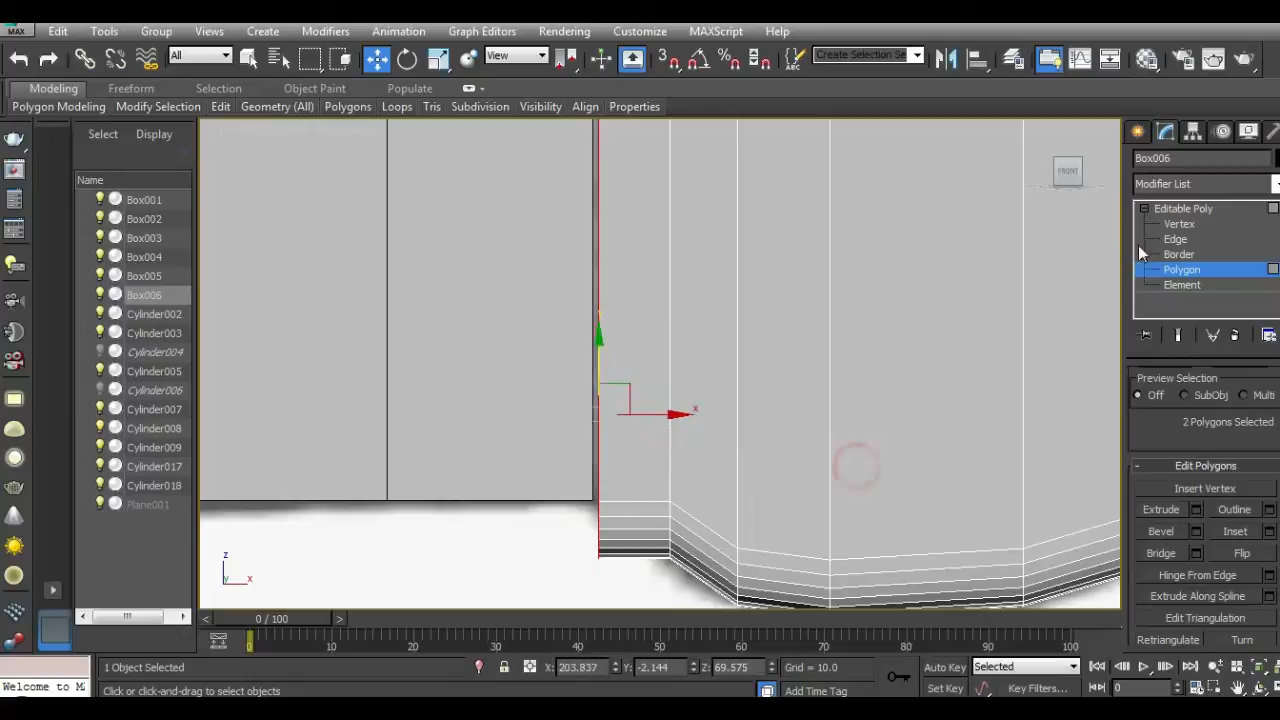 MAX Edit Tools Group Views Create Modifiers Animation Graph Editors Rendering Customize MAXScript Help
All View Create Selection Se
Modeling Freeform Selection Object Paint Populate
Polygon Modeling Modify Selection Edit Geometry (All) Polygons Loops Tris Subdivision Visibility Align Properties
Select Display
Name
Box001
Box002
Box003
Box004
Box005
Box006
Cylinder002
Cylinder003
Cylinder004
Cylinder005
Cylinder006
Cylinder007
Cylinder008
Cylinder009
Cylinder017
Cylinder018
Plane001
FRONT
x
z
y x
Box006
Modifier List
Editable Poly
Vertex
Edge
Border
Polygon
Element
Preview Selection
Off SubObj Multi
2 Polygons Selected
- Edit Polygons
Insert Vertex
Extrude Outline
Bevel Inset
Bridge Flip
Hinge From Edge
Extrude Along Spline
Edit Triangulation
Retriangulate Turn
< 0 / 100 >
0 10 20 30 40 50 60 70 80 90 100
1 Object Selected X: 203.837 Y: -2.144 Z: 69.575 Grid = 10.0 Auto Key Selected
Welcome to M Click or click-and-drag to select objects Add Time Tag Set Key Key Filters... 0